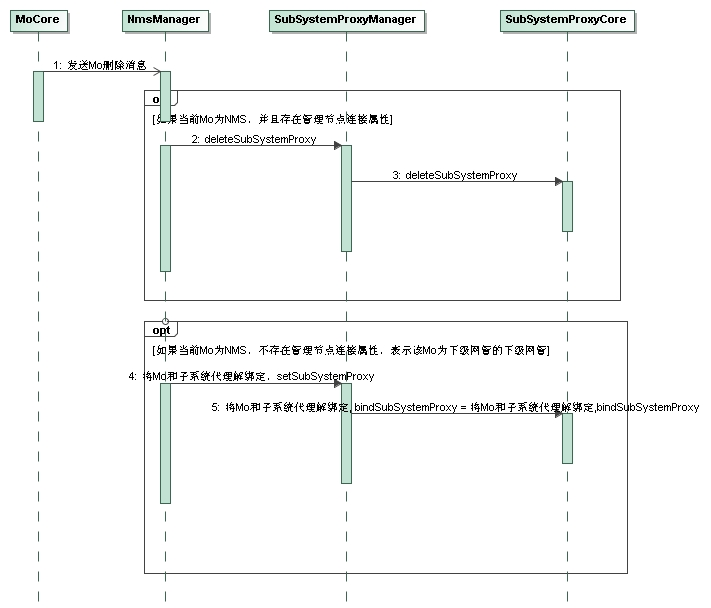 MoCore NmsManager SubSystemProxyManager SubSystemProxyCore
1: 发送Mo删除消息
[如果当前Mo为NMS，并且存在管理节点连接属性]
2: deleteSubSystemProxy
3: deleteSubSystemProxy
opt
[如果当前Mo为NMS，不存在管理节点连接属性，表示该Mo为下级网管的下级网管]
4: 将Mo和子系统代理解绑定，setSubSystemProxy
5: 将Mo和子系统代理解绑定,bindSubSystemProxy = 将Mo和子系统代理解绑定,bindSubSystemProxy